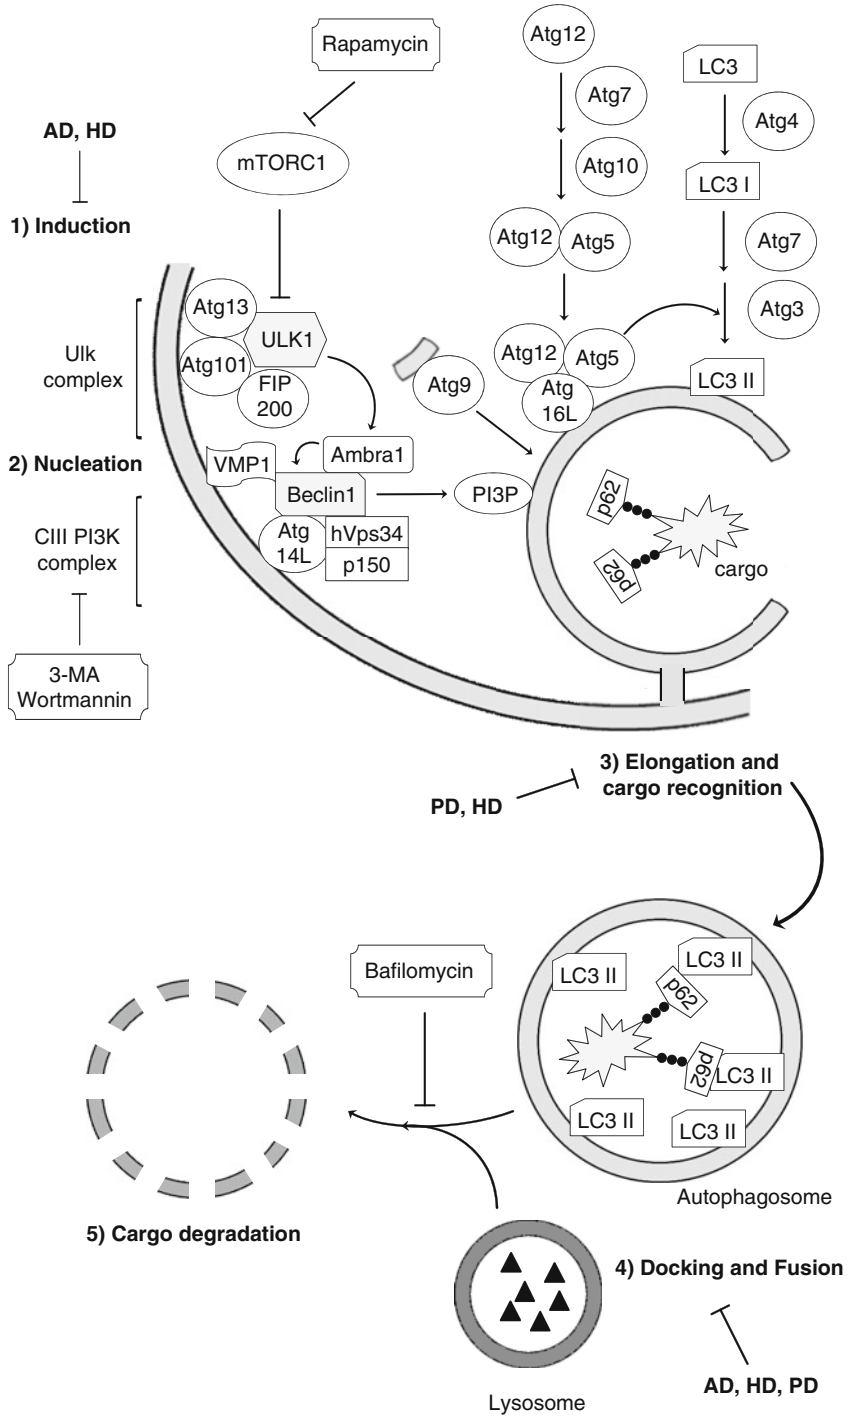 Rapamycin
Atg12
LC3
Atg7
Atg4
AD, HD
mTORC1
Atg10
LC3 I
1) Induction
Atg12
Atg5
Atg7
Atg13
Atg3
ULK1
Ulk
complex
Atg101
FIP
200
Atg12
Atg5
Atg9
Atg
16L
LC3 II
2) Nucleation
VMP1
Ambra1
Beclin1
PI3P
p62
CIII PI3K
complex
Atg
14L
hVps34
p150
p62
cargo
3-MA
Wortmannin
3) Elongation and
cargo recognition
PD, HD
Bafilomycin
LC3 II
LC3 II
p62
p62
LC3 II
LC3 II
LC3 II
Autophagosome
5) Cargo degradation
4) Docking and Fusion
AD, HD, PD
Lysosome